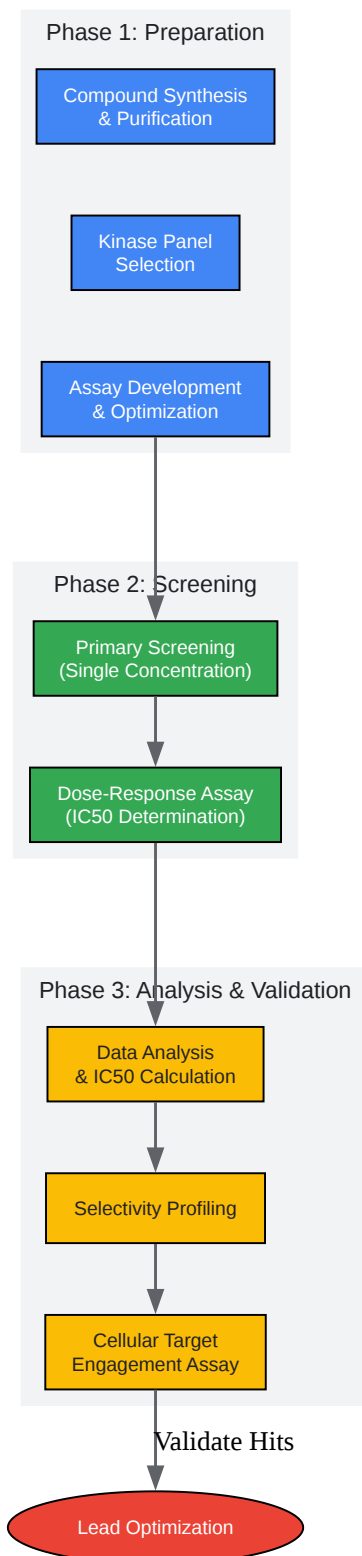 Phase 1: Preparation
Compound Synthesis
& Purification
Kinase Panel
Selection
Assay Development
& Optimization
Phase 2: Screening
Primary Screening
(Single Concentration)
Dose-Response Assay
(IC50 Determination)
Phase 3: Analysis & Validation
Data Analysis
& IC50 Calculation
Selectivity Profiling
Cellular Target
Engagement Assay
Validate Hits
Lead Optimization